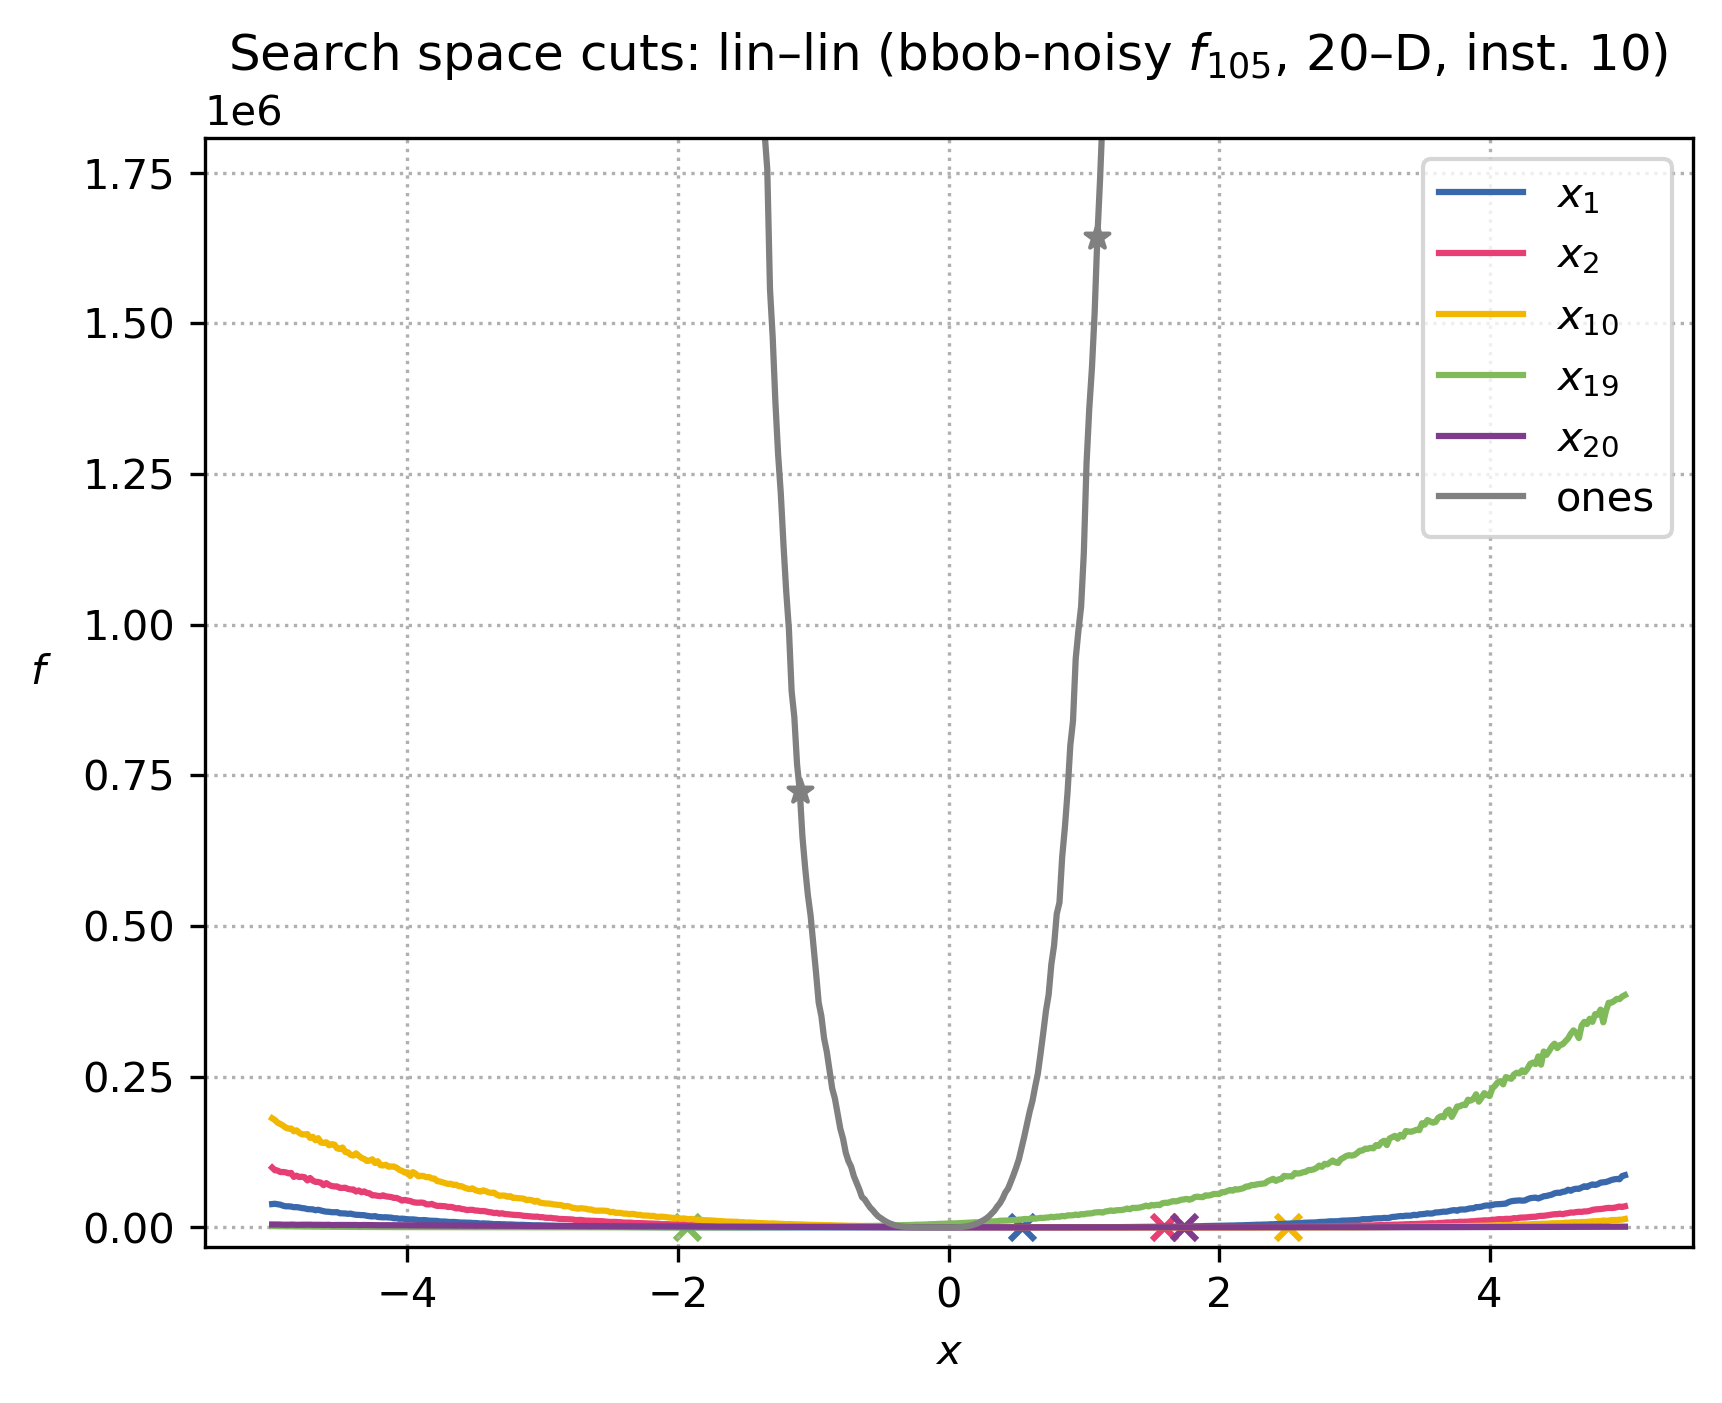 Search space cuts: lin–lin (bbob-noisy f₁₀₅, 20–D, inst. 10)
1e6
1.75
1.50
1.25
1.00
0.75
0.50
0.25
0.00
f
−4
−2
0
2
4
x
x₁
x₂
x₁₀
x₁₉
x₂₀
ones